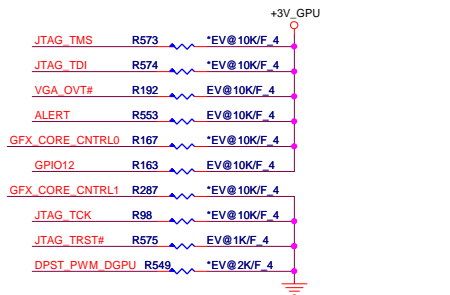 +3V_GPU
JTAG_TMS R573 *EV@10K/F_4
JTAG_TDI R574 *EV@10K/F_4
VGA_OVT# R192 EV@10K/F_4
ALERT R553 EV@10K/F_4
GFX_CORE_CNTRL0 R167 *EV@10K/F_4
GPIO12 R163 EV@10K/F_4
GFX_CORE_CNTRL1 R287 *EV@10K/F_4
JTAG_TCK R98 *EV@10K/F_4
JTAG_TRST# R575 EV@1K/F_4
DPST_PWM_DGPU R549 *EV@2K/F_4